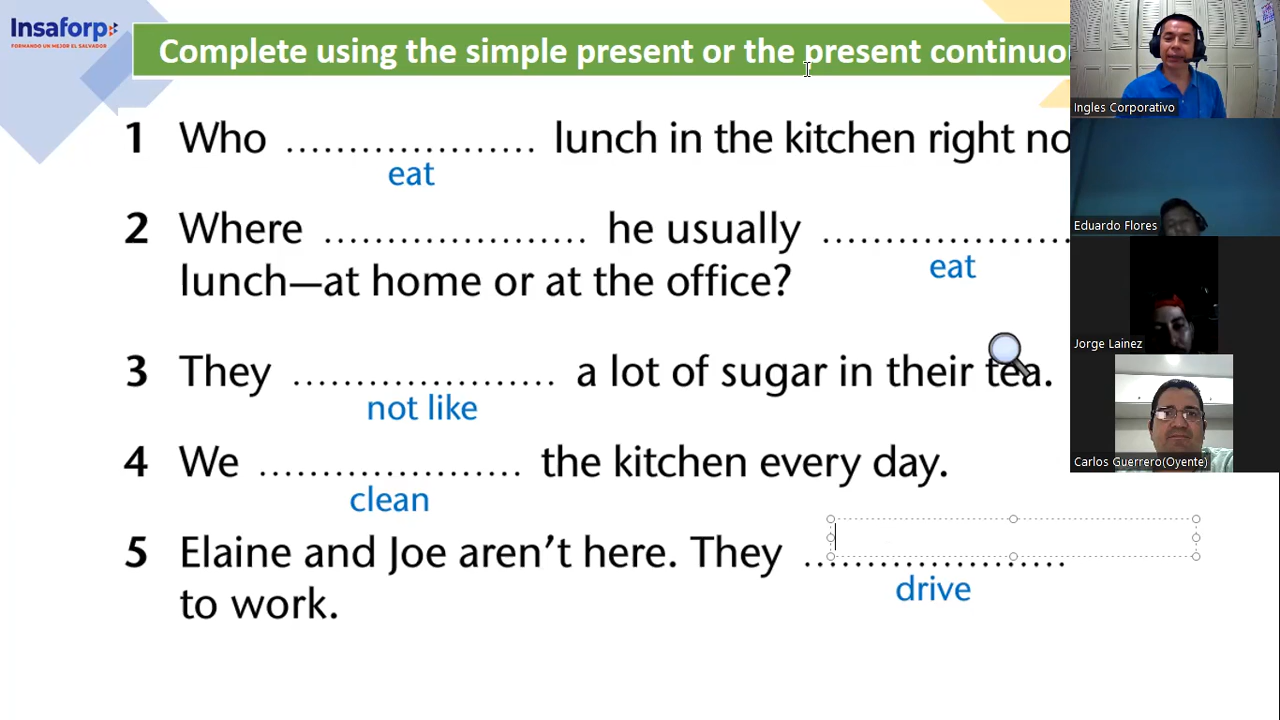 Insaforp
FORMANDO UN MEJOR EL SALVADOR
Complete using the simple present or the present continuo
1 Who .................... lunch in the kitchen right no
eat
2 Where .................... he usually ....................
eat
lunch—at home or at the office?
3 They .................... a lot of sugar in their tea.
not like
4 We .................... the kitchen every day.
clean
5 Elaine and Joe aren't here. They ....................
drive
to work.
Ingles Corporativo
Eduardo Flores
Jorge Lainez
Carlos Guerrero(Oyente)